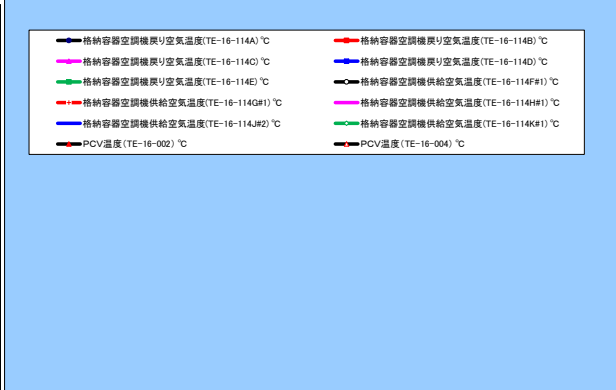 格納容器空調機戻り空気温度(TE-16-114A)℃ 格納容器空調機戻り空気温度(TE-16-114B)℃
格納容器空調機戻り空気温度(TE-16-114C)℃ 格納容器空調機戻り空気温度(TE-16-114D)℃
格納容器空調機戻り空気温度(TE-16-114E)℃ 格納容器空調機供給空気温度(TE-16-114F#1)℃
格納容器空調機供給空気温度(TE-16-114G#1)℃ 格納容器空調機供給空気温度(TE-16-114H#1)℃
格納容器空調機供給空気温度(TE-16-114J#2)℃ 格納容器空調機供給空気温度(TE-16-114K#1)℃
PCV温度(TE-16-002)℃ PCV温度(TE-16-004)℃